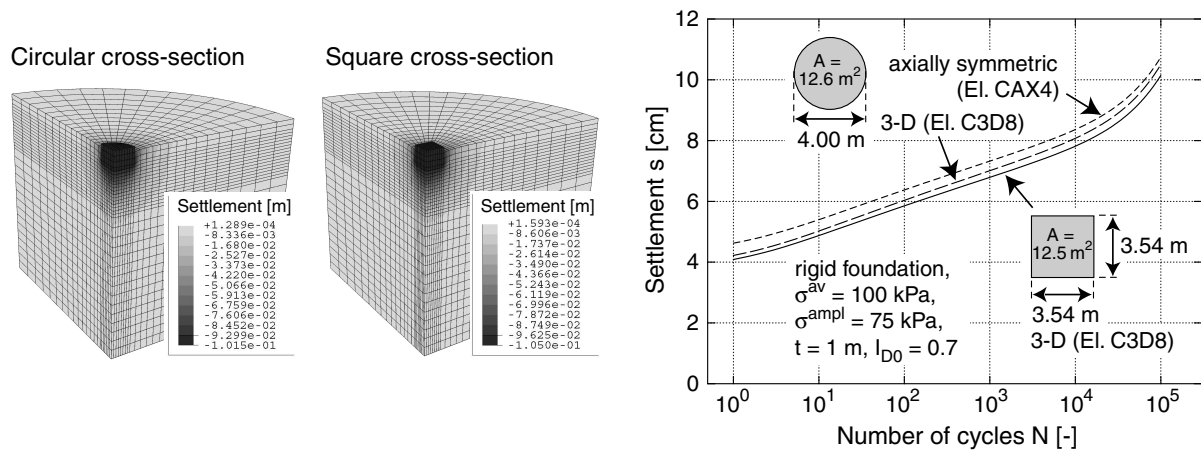 Circular cross-section
Settlement [m]
+1.289e-04
-8.336e-03
-1.680e-02
-2.527e-02
-3.373e-02
-4.220e-02
-5.066e-02
-5.913e-02
-6.759e-02
-7.606e-02
-8.452e-02
-9.299e-02
-1.015e-01
Square cross-section
Settlement [m]
+1.593e-04
-8.606e-03
-1.737e-02
-2.614e-02
-3.490e-02
-4.366e-02
-5.243e-02
-6.119e-02
-6.996e-02
-7.872e-02
-8.749e-02
-9.625e-02
-1.050e-01
Settlement s [cm]
12
10
8
6
4
2
0
A =
12.6 m²
4.00 m
axially symmetric
(El. CAX4)
3-D (El. C3D8)
A =
12.5 m²
3.54 m
3.54 m
3-D (El. C3D8)
rigid foundation,
σ^av = 100 kPa,
σ^ampl = 75 kPa,
t = 1 m, I_D0 = 0.7
10⁰ 10¹ 10² 10³ 10⁴ 10⁵
Number of cycles N [-]